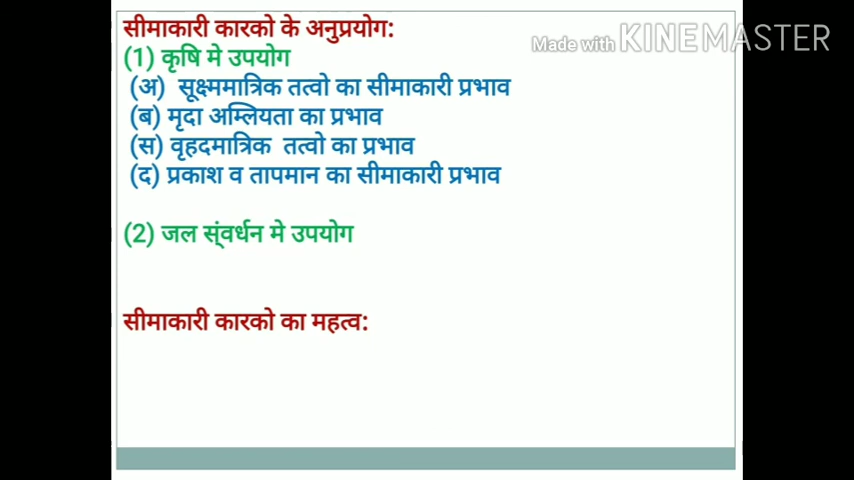 सीमाकारी कारको के अनुप्रयोग:
Made with KINEMASTER
(1) कृषि मे उपयोग
(अ) सूक्ष्ममात्रिक तत्वो का सीमाकारी प्रभाव
(ब) मृदा अम्लियता का प्रभाव
(स) वृहदमात्रिक तत्वो का प्रभाव
(द) प्रकाश व तापमान का सीमाकारी प्रभाव
(2) जल स्ंवर्धन मे उपयोग
सीमाकारी कारको का महत्व: